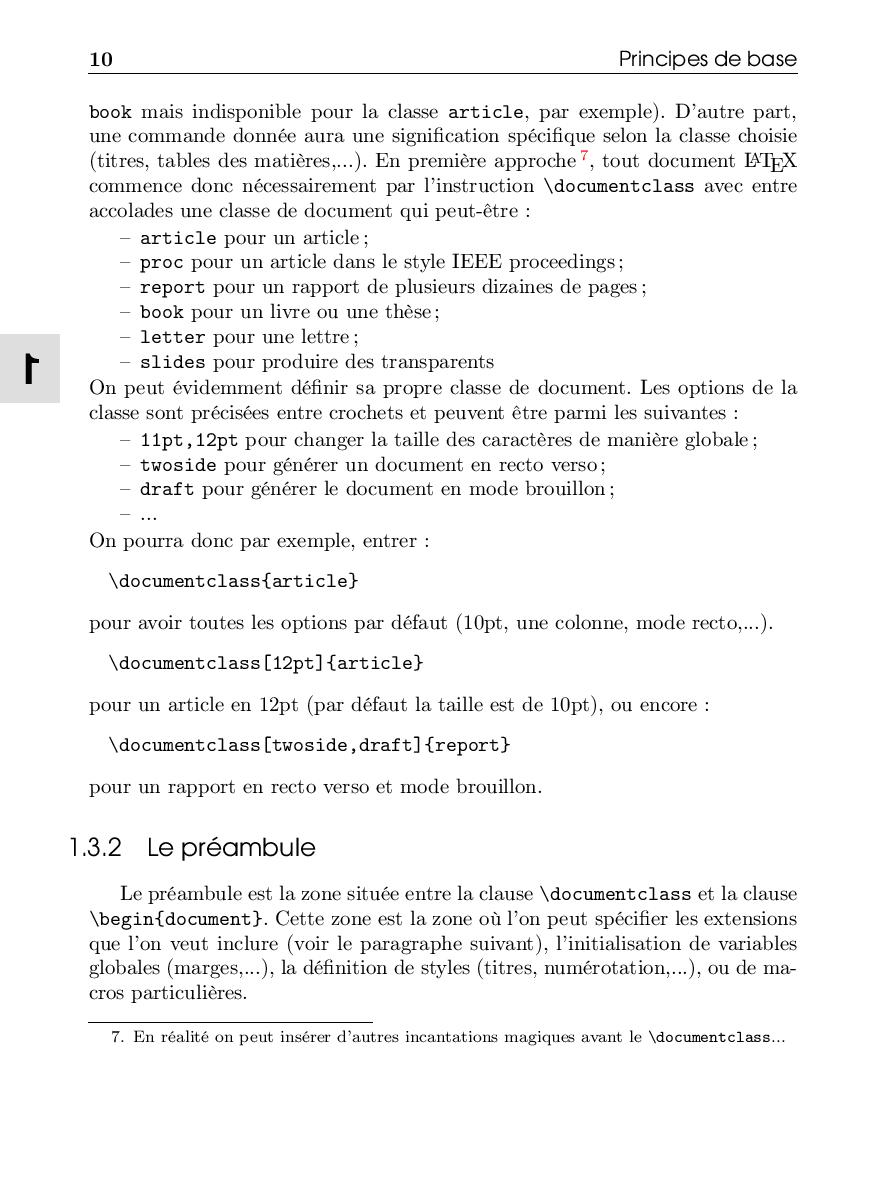 10 Principes de base
book mais indisponible pour la classe article, par exemple). D'autre part,
une commande donnée aura une signification spécifique selon la classe choisie
(titres, tables des matières,...). En première approche 7, tout document LATEX
commence donc nécessairement par l'instruction \documentclass avec entre
accolades une classe de document qui peut-être :
– article pour un article ;
– proc pour un article dans le style IEEE proceedings ;
– report pour un rapport de plusieurs dizaines de pages ;
– book pour un livre ou une thèse ;
– letter pour une lettre ;
– slides pour produire des transparents
1
On peut évidemment définir sa propre classe de document. Les options de la
classe sont précisées entre crochets et peuvent être parmi les suivantes :
– 11pt,12pt pour changer la taille des caractères de manière globale ;
– twoside pour générer un document en recto verso ;
– draft pour générer le document en mode brouillon ;
– ...
On pourra donc par exemple, entrer :
\documentclass{article}
pour avoir toutes les options par défaut (10pt, une colonne, mode recto,...).
\documentclass[12pt]{article}
pour un article en 12pt (par défaut la taille est de 10pt), ou encore :
\documentclass[twoside,draft]{report}
pour un rapport en recto verso et mode brouillon.
1.3.2 Le préambule
Le préambule est la zone située entre la clause \documentclass et la clause
\begin{document}. Cette zone est la zone où l'on peut spécifier les extensions
que l'on veut inclure (voir le paragraphe suivant), l'initialisation de variables
globales (marges,...), la définition de styles (titres, numérotation,...), ou de ma-
cros particulières.
7. En réalité on peut insérer d'autres incantations magiques avant le \documentclass...